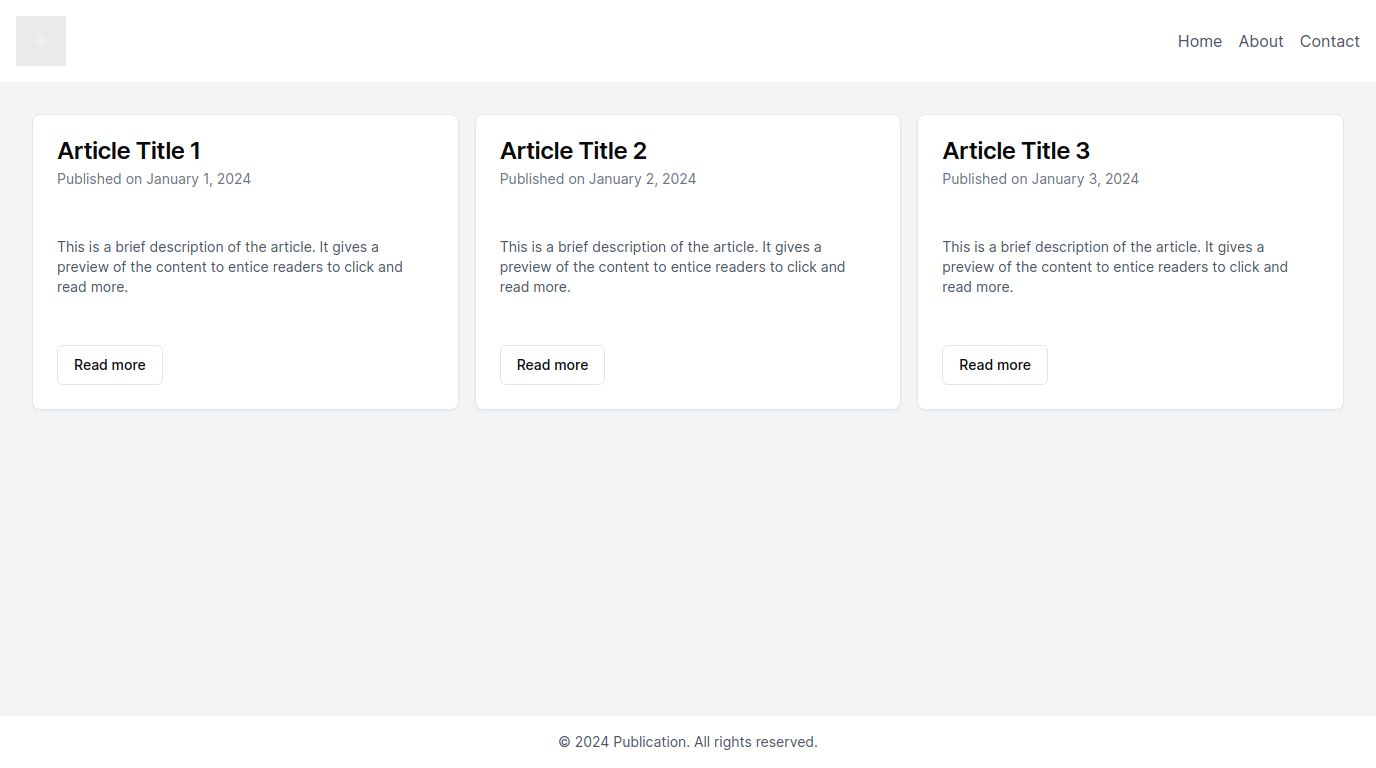 Home About Contact
Article Title 1
Published on January 1, 2024
This is a brief description of the article. It gives a
preview of the content to entice readers to click and
read more.
Read more
Article Title 2
Published on January 2, 2024
This is a brief description of the article. It gives a
preview of the content to entice readers to click and
read more.
Read more
Article Title 3
Published on January 3, 2024
This is a brief description of the article. It gives a
preview of the content to entice readers to click and
read more.
Read more
© 2024 Publication. All rights reserved.